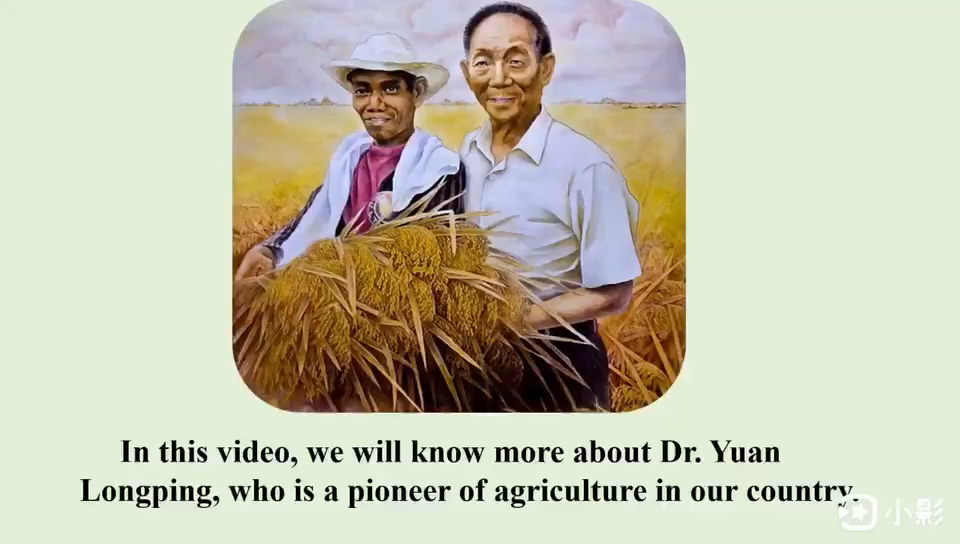 In this video, we will know more about Dr. Yuan
Longping, who is a pioneer of agriculture in our country.
小影